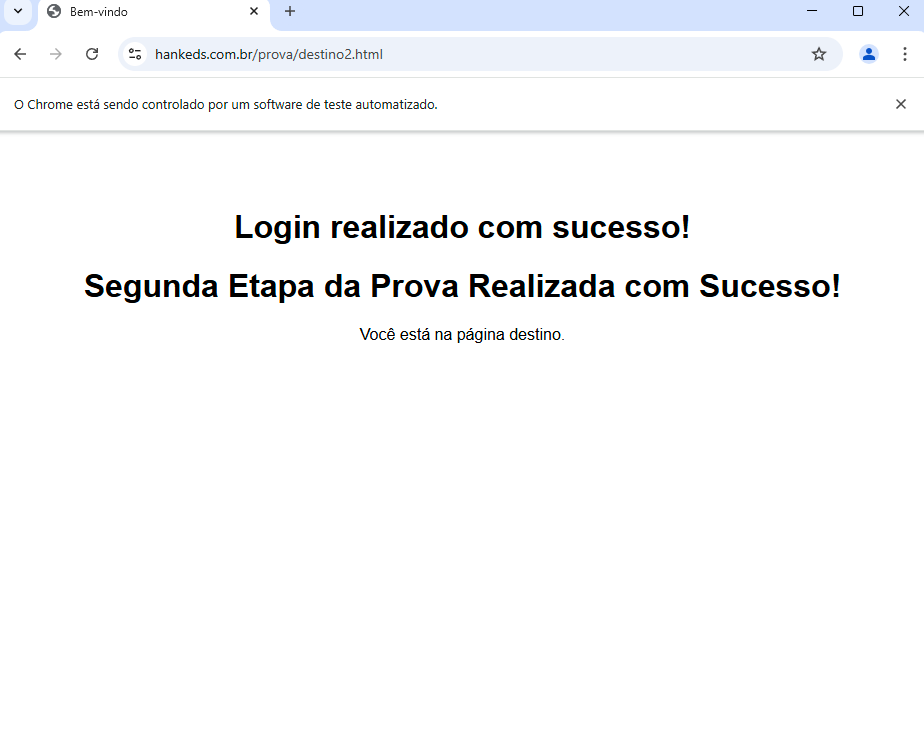 Bem-vindo
hankeds.com.br/prova/destino2.html
O Chrome está sendo controlado por um software de teste automatizado.
Login realizado com sucesso!
Segunda Etapa da Prova Realizada com Sucesso!
Você está na página destino.